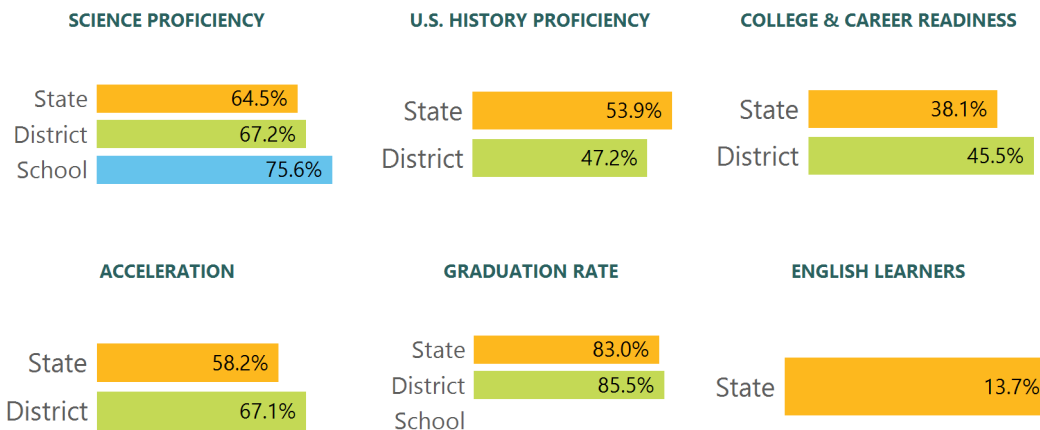 SCIENCE PROFICIENCY
State 64.5%
District 67.2%
School 75.6%
U.S. HISTORY PROFICIENCY
State 53.9%
District 47.2%
COLLEGE & CAREER READINESS
State 38.1%
District 45.5%
ACCELERATION
State 58.2%
District 67.1%
GRADUATION RATE
State 83.0%
District 85.5%
School
ENGLISH LEARNERS
State 13.7%